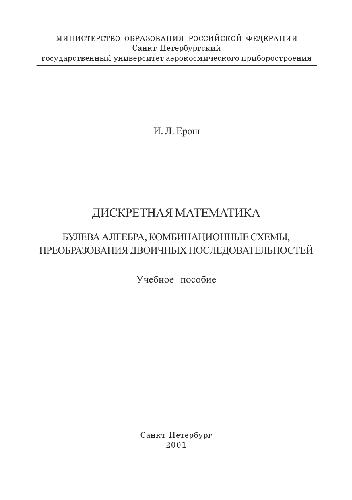 МИНИСТЕРСТВО ОБРАЗОВАНИЯ РОССИЙСКОЙ ФЕДЕРАЦИИ
Санкт-Петербургский
государственный университет аэрокосмического приборостроения
И. Л. Ерош
ДИСКРЕТНАЯ МАТЕМАТИКА
БУЛЕВА АЛГЕБРА, КОМБИНАЦИОННЫЕ СХЕМЫ,
ПРЕОБРАЗОВАНИЯ ДВОИЧНЫХ ПОСЛЕДОВАТЕЛЬНОСТЕЙ
Учебное пособие
Санкт-Петербург
2001